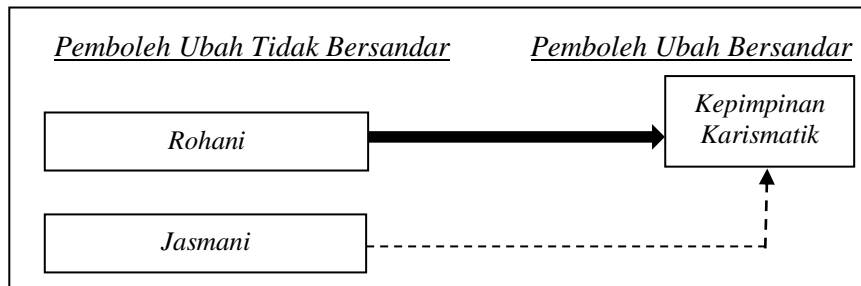 Pemboleh Ubah Tidak Bersandar
Pemboleh Ubah Bersandar
Rohani
Kepimpinan
Karismatik
Jasmani